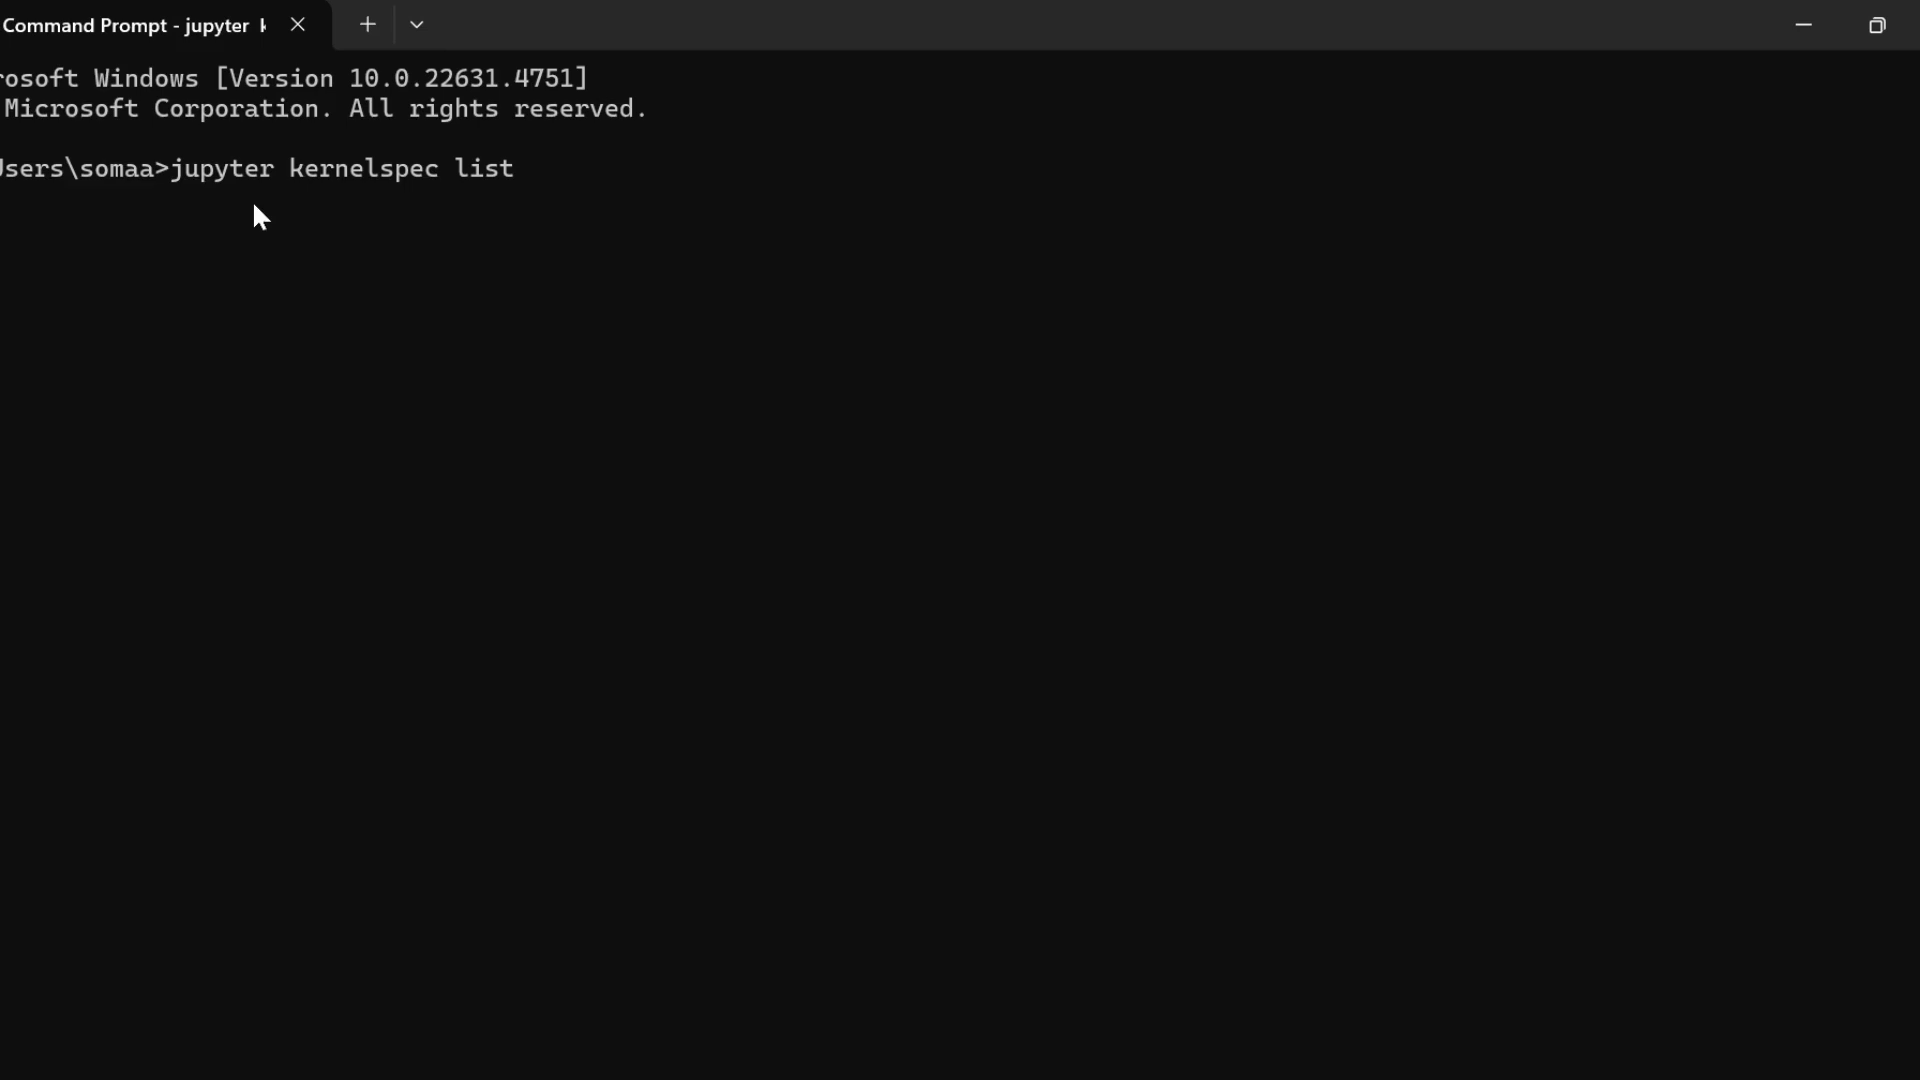 Command Prompt - jupyter
rosoft Windows [Version 10.0.22631.4751]
Microsoft Corporation. All rights reserved.
sers\somaa>jupyter kernelspec list